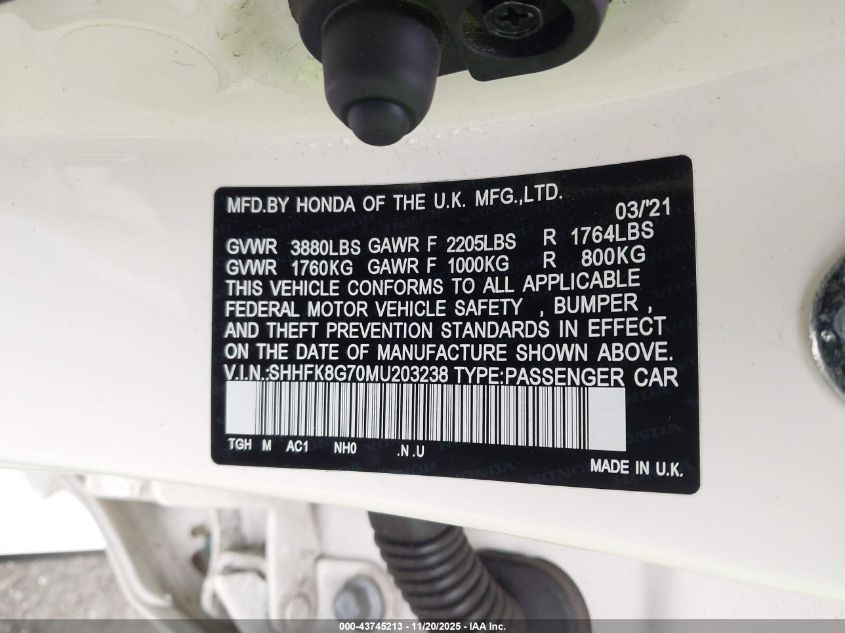 MFD.BY HONDA OF THE U.K. MFG.,LTD.
03/'21
GVWR 3880LBS GAWR F 2205LBS R 1764LBS
GVWR 1760KG GAWR F 1000KG R 800KG
THIS VEHICLE CONFORMS TO ALL APPLICABLE
FEDERAL MOTOR VEHICLE SAFETY , BUMPER ,
AND THEFT PREVENTION STANDARDS IN EFFECT
ON THE DATE OF MANUFACTURE SHOWN ABOVE.
V.I.N.:SHHFK8G70MU203238 TYPE:PASSENGER CAR
TGH M AC1 NH0 .N .U
MADE IN U.K.
000-43745213 - 11/20/2025 - IAA Inc.